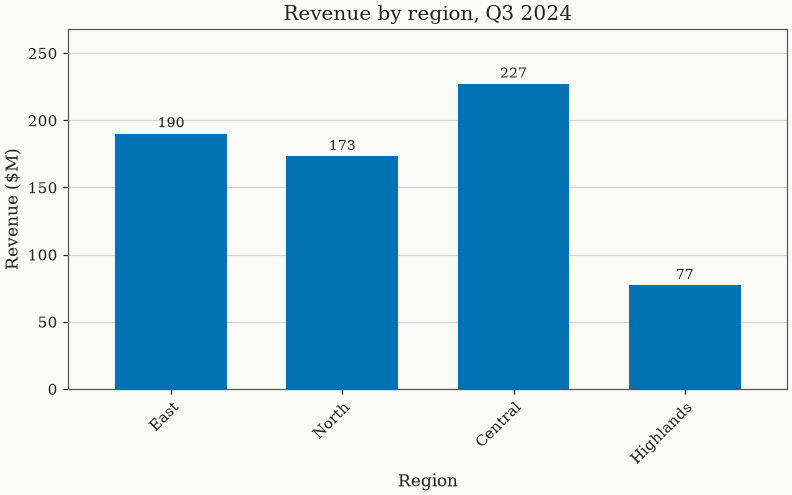 Revenue by region, Q3 2024
Revenue ($M)
250
200
150
100
50
0
190
173
227
77
East
North
Central
Highlands
Region